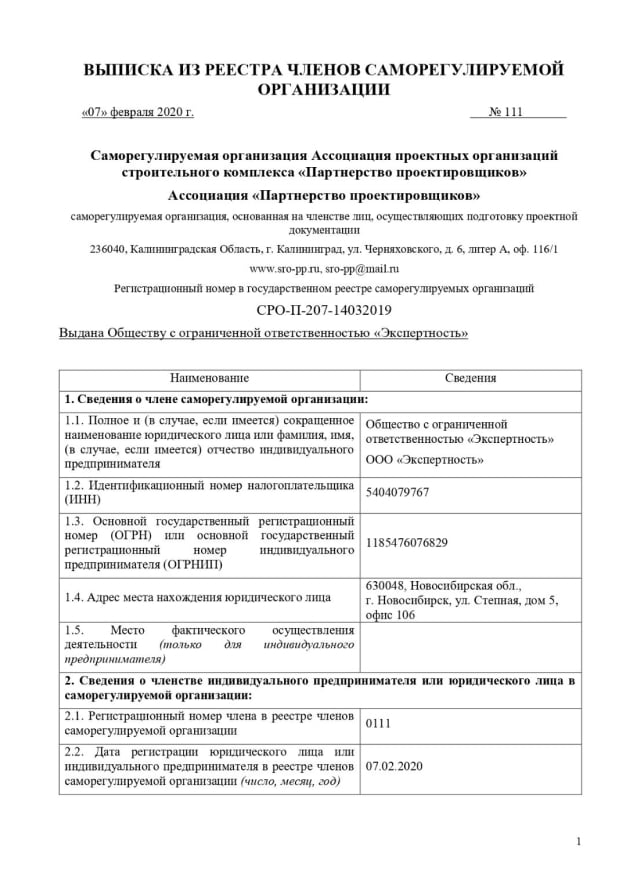 ВЫПИСКА ИЗ РЕЕСТРА ЧЛЕНОВ САМОРЕГУЛИРУЕМОЙ
ОРГАНИЗАЦИИ
«07» февраля 2020 г.
№ 111
Саморегулируемая организация Ассоциация проектных организаций
строительного комплекса «Партнерство проектировщиков»
Ассоциация «Партнерство проектировщиков»
саморегулируемая организация, основанная на членстве лиц, осуществляющих подготовку проектной
документации
236040, Калининградская Область, г. Калининград, ул. Черняховского, д. 6, литер А, оф. 116/1
www.sro-pp.ru, sro-pp@mail.ru
Регистрационный номер в государственном реестре саморегулируемых организаций
СРО-П-207-14032019
Выдана Обществу с ограниченной ответственностью «Экспертность»
Наименование
Сведения
1. Сведения о члене саморегулируемой организации:
1.1. Полное и (в случае, если имеется) сокращенное
наименование юридического лица или фамилия, имя,
(в случае, если имеется) отчество индивидуального
предпринимателя
Общество с ограниченной
ответственностью «Экспертность»
ООО «Экспертность»
1.2. Идентификационный номер налогоплательщика
(ИНН)
5404079767
1.3. Основной государственный регистрационный
номер (ОГРН) или основной государственный
регистрационный номер индивидуального
предпринимателя (ОГРНИП)
1185476076829
1.4. Адрес места нахождения юридического лица
630048, Новосибирская обл.,
г. Новосибирск, ул. Степная, дом 5,
офис 106
1.5. Место фактического осуществления
деятельности (только для индивидуального
предпринимателя)
2. Сведения о членстве индивидуального предпринимателя или юридического лица в
саморегулируемой организации:
2.1. Регистрационный номер члена в реестре членов
саморегулируемой организации
0111
2.2. Дата регистрации юридического лица или
индивидуального предпринимателя в реестре членов
саморегулируемой организации (число, месяц, год)
07.02.2020
1